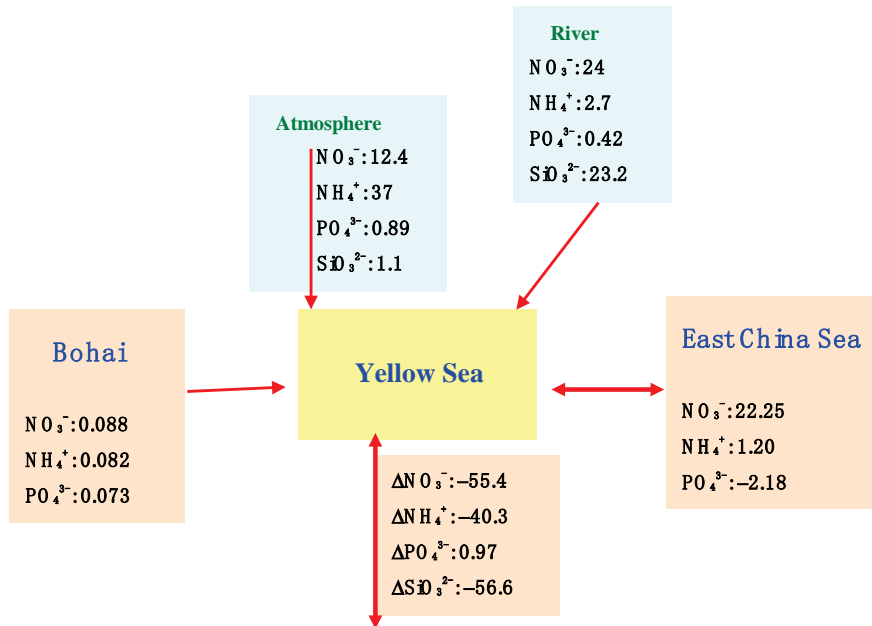 River
NO₃⁻:24
NH₄⁺:2.7
PO₄³⁻:0.42
SiO₃²⁻:23.2
Atmosphere
NO₃⁻:12.4
NH₄⁺:37
PO₄³⁻:0.89
SiO₃²⁻:1.1
Bohai
NO₃⁻:0.088
NH₄⁺:0.082
PO₄³⁻:0.073
Yellow Sea
East China Sea
NO₃⁻:22.25
NH₄⁺:1.20
PO₄³⁻:−2.18
ΔNO₃⁻:−55.4
ΔNH₄⁺:−40.3
ΔPO₄³⁻:0.97
ΔSiO₃²⁻:−56.6